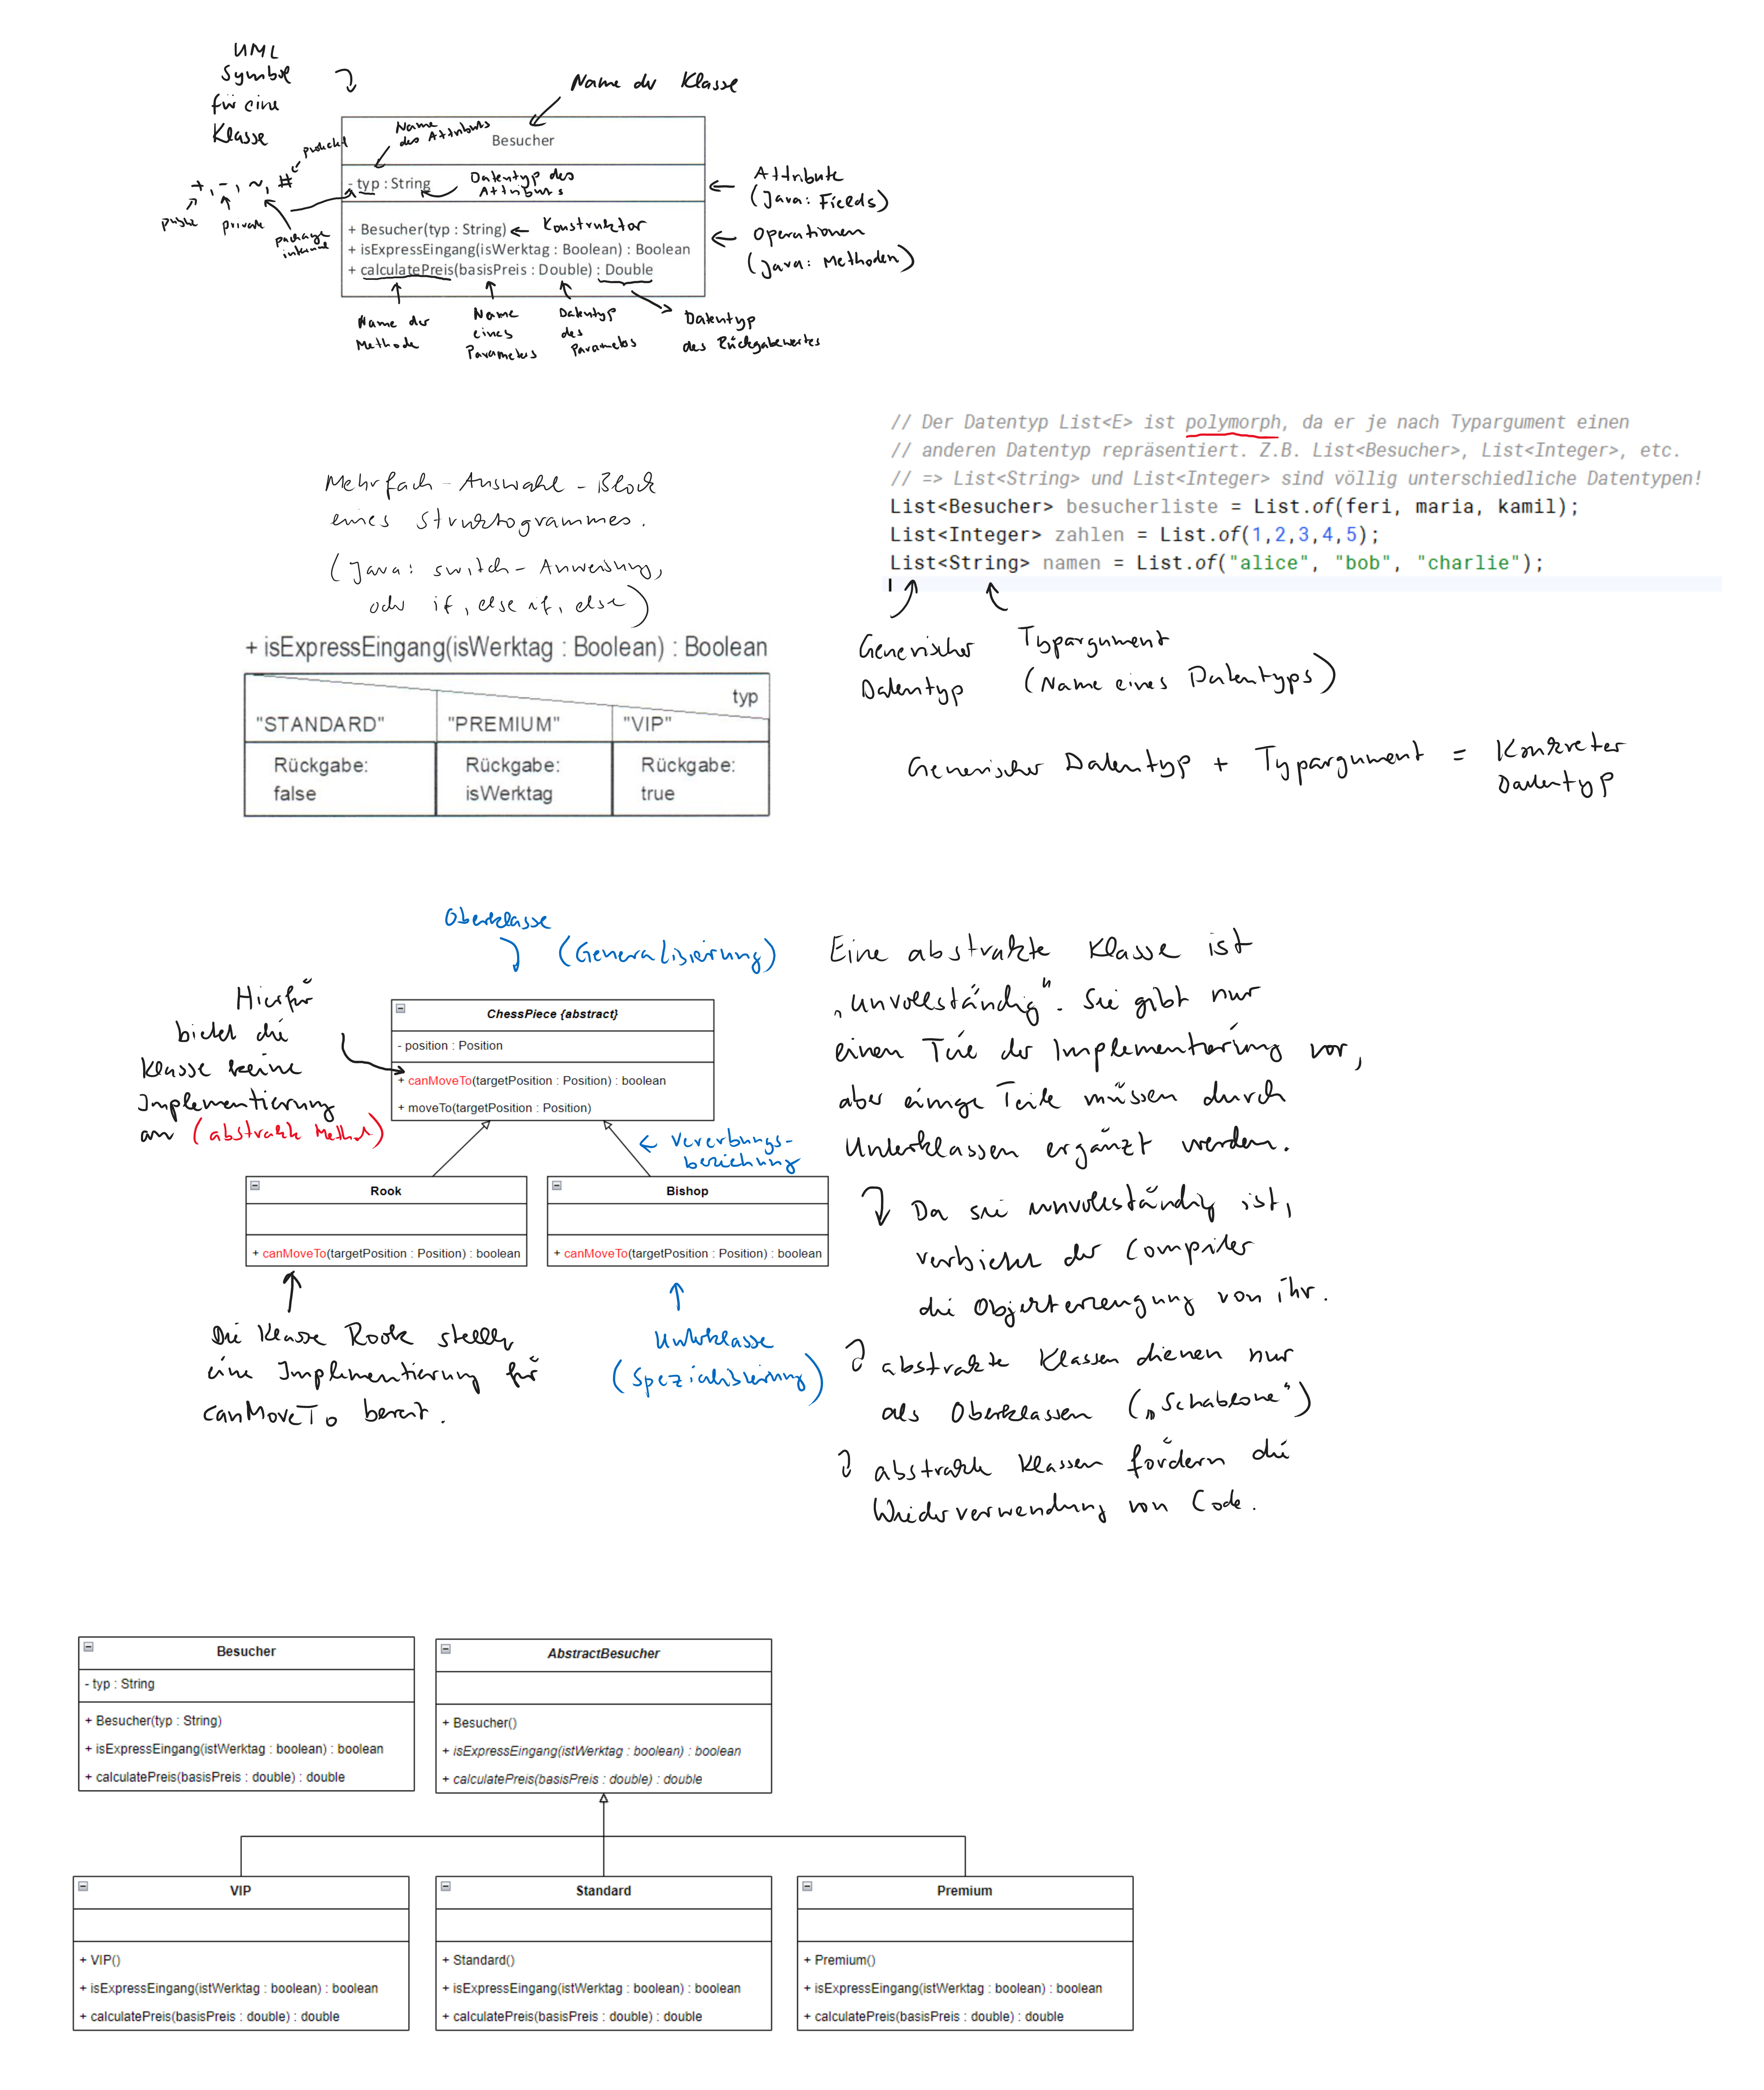 UML
Symbol
für eine
Klasse
Name der Klasse
protected
+, -, ~, #
public
private
package
internal
Name
des Attributs
Besucher
- typ : String
Datentyp des
Attributs
Attribute
(Java: Fields)
+ Besucher(typ : String)
Konstruktor
+ isExpressEingang(isWerktag : Boolean) : Boolean
+ calculatePreis(basisPreis : Double) : Double
Operationen
(Java: Methoden)
Name der
Methode
Name
eines
Parameters
Datentyp
des
Parameters
Datentyp
des Rückgabewertes
// Der Datentyp List<E> ist polymorph, da er je nach Typargument einen
// anderen Datentyp repräsentiert. Z.B. List<Besucher>, List<Integer>, etc.
// => List<String> und List<Integer> sind völlig unterschiedliche Datentypen!
List<Besucher> besucherliste = List.of(feri, maria, kamil);
List<Integer> zahlen = List.of(1,2,3,4,5);
List<String> namen = List.of("alice", "bob", "charlie");
Generischer
Datentyp
Typargument
(Name eines Datentyps)
Generischer Datentyp + Typargument = Konkreter
Datentyp
Mehrfach-Auswahl-Block
eines Struktogrammes.
(Java: switch-Anweisung,
oder if, else if, else)
+ isExpressEingang(isWerktag : Boolean) : Boolean
typ
"STANDARD" "PREMIUM" "VIP"
Rückgabe: Rückgabe: Rückgabe:
false isWerktag true
Oberklasse
(Generalisierung)
Hierfür
bietet die
Klasse keine
Implementierung
an (abstrakte Methode)
ChessPiece {abstract}
- position : Position
+ canMoveTo(targetPosition : Position) : boolean
+ moveTo(targetPosition : Position)
Vererbungs-
beziehung
Rook
+ canMoveTo(targetPosition : Position) : boolean
Bishop
+ canMoveTo(targetPosition : Position) : boolean
Die Klasse Rook stellt
eine Implementierung für
canMoveTo bereit.
Unterklasse
(Spezialisierung)
Eine abstrakte Klasse ist
„unvollständig". Sie gibt nur
einen Teil der Implementierung vor,
aber einige Teile müssen durch
Unterklassen ergänzt werden.
Da sie unvollständig ist,
verbietet der Compiler
die Objekterzeugung von ihr.
abstrakte Klassen dienen nur
als Oberklassen („Schablone")
abstrakte Klassen fördern die
Wiederverwendung von Code.
Besucher
- typ : String
+ Besucher(typ : String)
+ isExpressEingang(istWerktag : boolean) : boolean
+ calculatePreis(basisPreis : double) : double
AbstractBesucher
+ Besucher()
+ isExpressEingang(istWerktag : boolean) : boolean
+ calculatePreis(basisPreis : double) : double
VIP
+ VIP()
+ isExpressEingang(istWerktag : boolean) : boolean
+ calculatePreis(basisPreis : double) : double
Standard
+ Standard()
+ isExpressEingang(istWerktag : boolean) : boolean
+ calculatePreis(basisPreis : double) : double
Premium
+ Premium()
+ isExpressEingang(istWerktag : boolean) : boolean
+ calculatePreis(basisPreis : double) : double